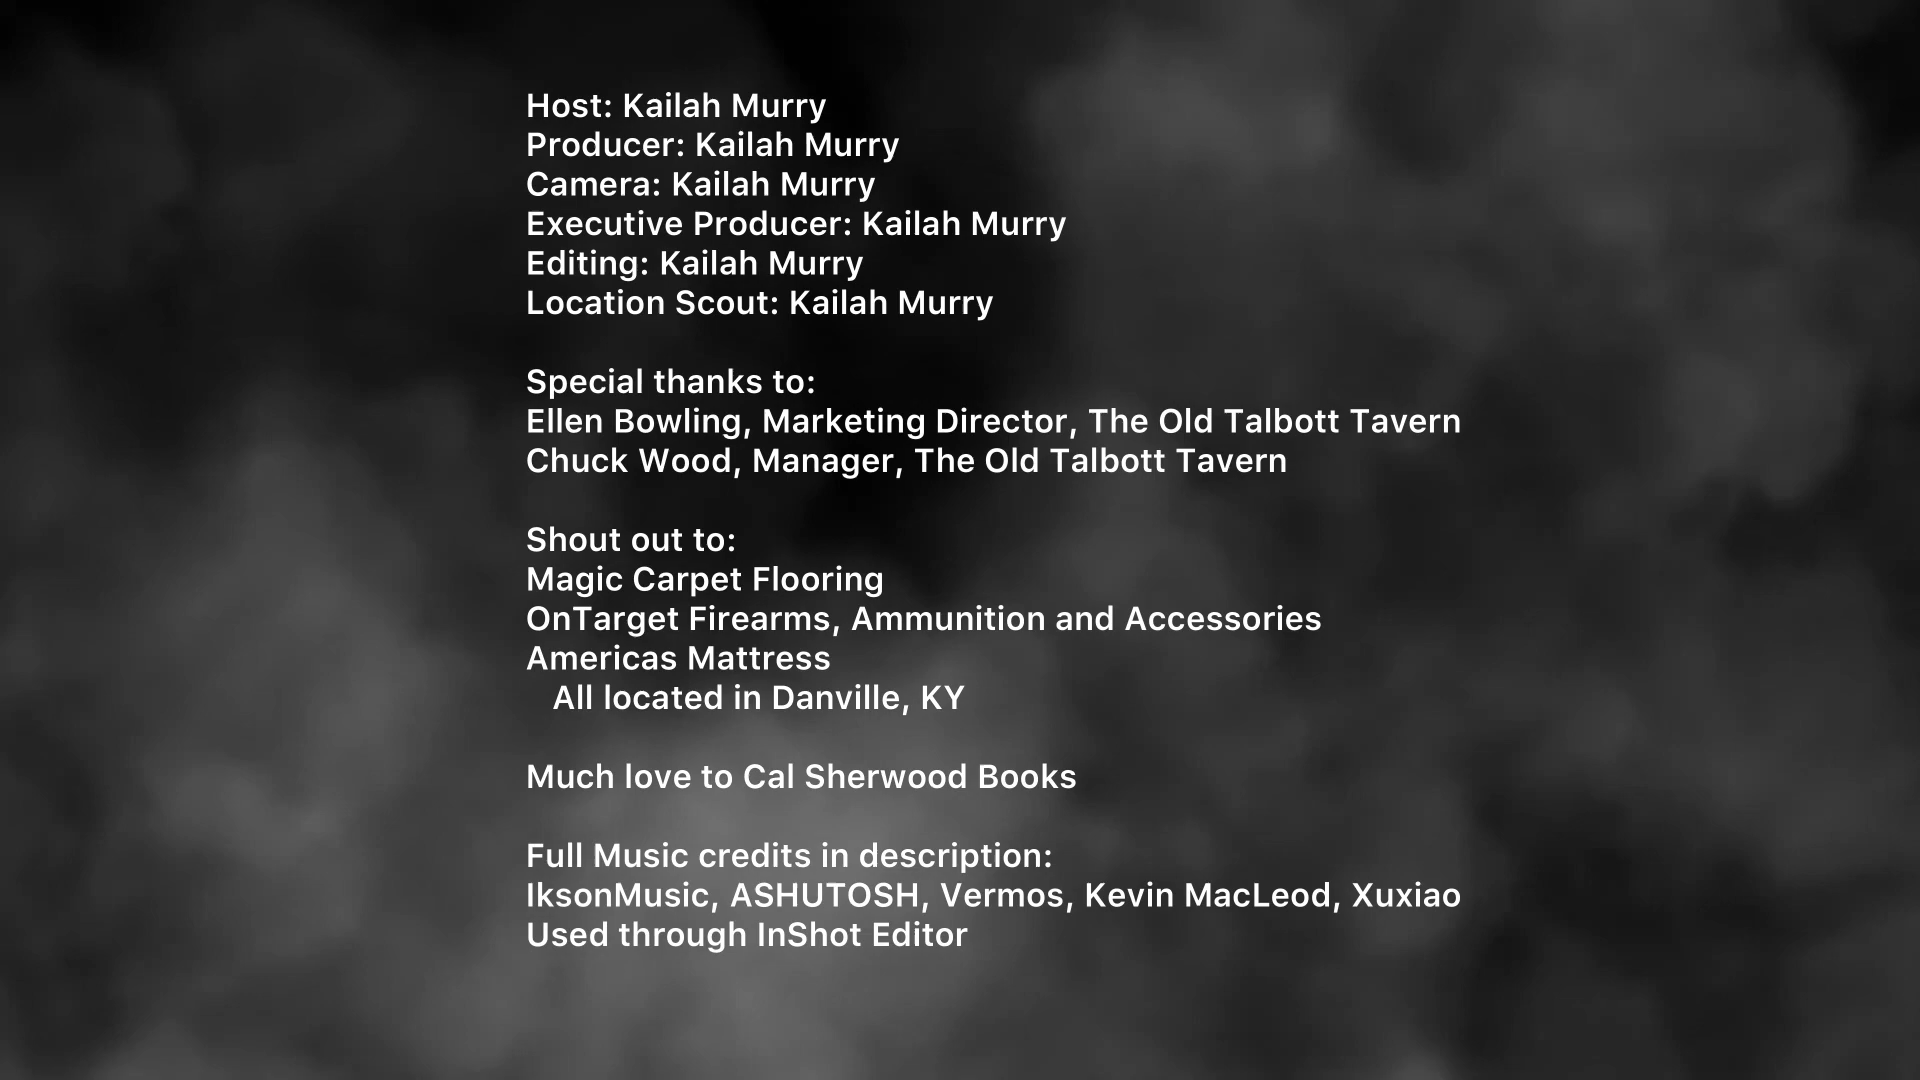 Host: Kailah Murry
Producer: Kailah Murry
Camera: Kailah Murry
Executive Producer: Kailah Murry
Editing: Kailah Murry
Location Scout: Kailah Murry
Special thanks to:
Ellen Bowling, Marketing Director, The Old Talbott Tavern
Chuck Wood, Manager, The Old Talbott Tavern
Shout out to:
Magic Carpet Flooring
OnTarget Firearms, Ammunition and Accessories
Americas Mattress
All located in Danville, KY
Much love to Cal Sherwood Books
Full Music credits in description:
IksonMusic, ASHUTOSH, Vermos, Kevin MacLeod, Xuxiao
Used through InShot Editor